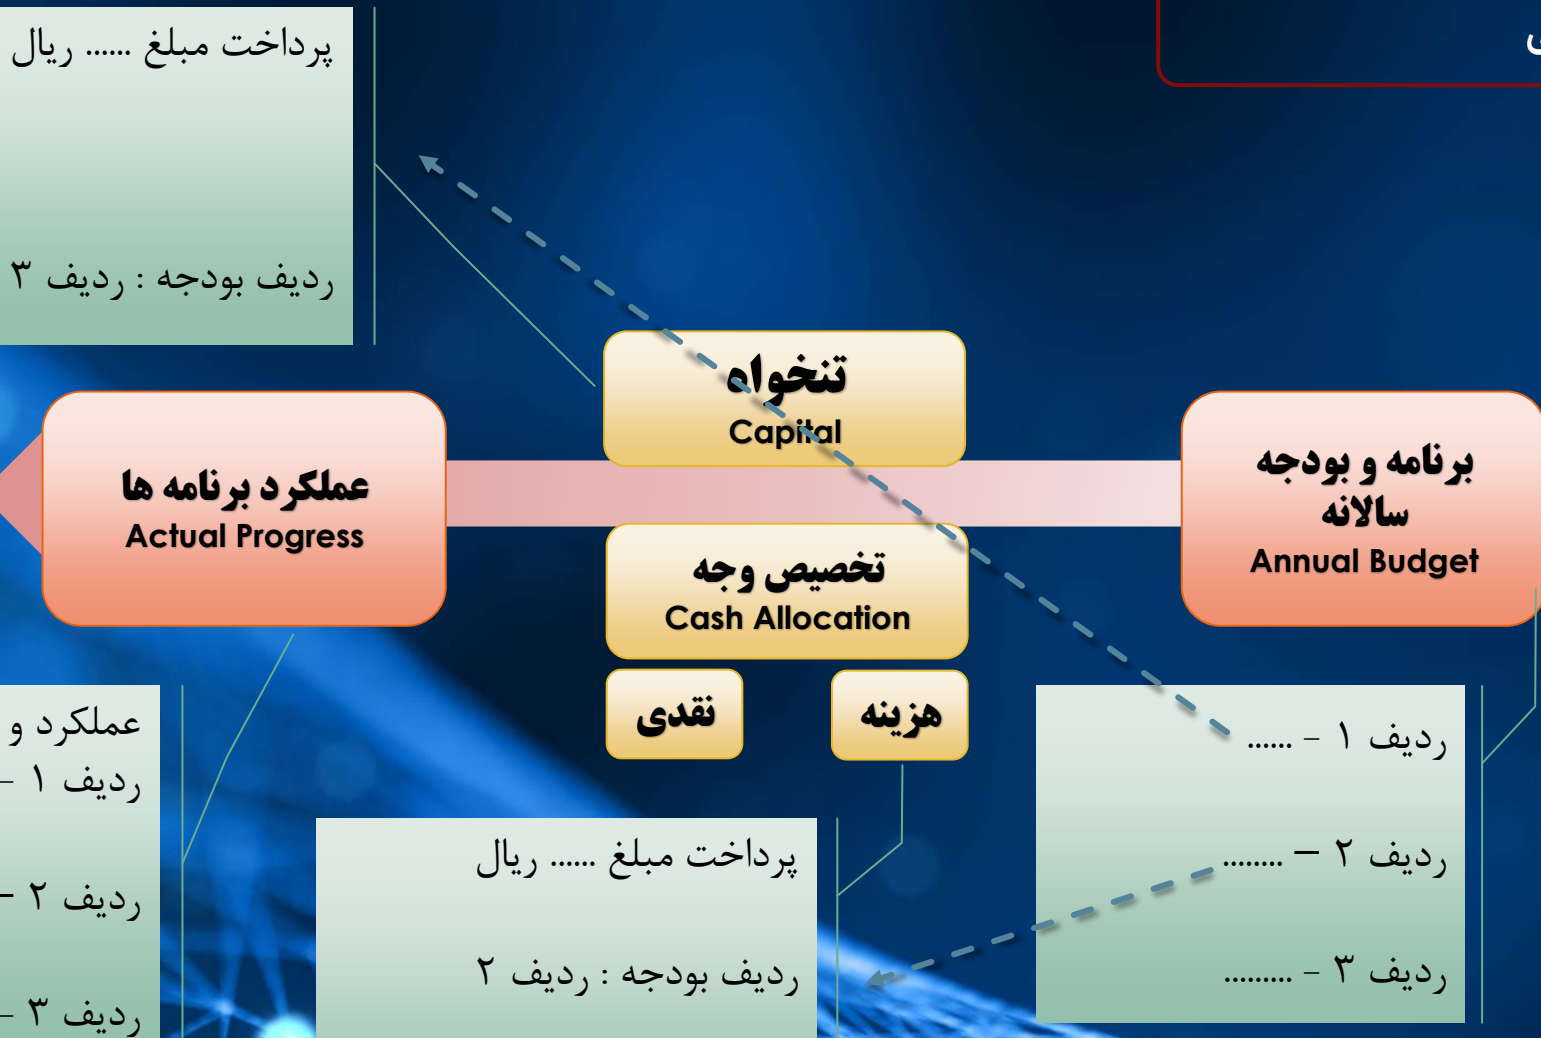 پرداخت مبلغ ...... ریال
ردیف بودجه : ردیف ۳
تنخواه
Capital
برنامه و بودجه
سالانه
Annual Budget
عملکرد برنامه ها
Actual Progress
تخصیص وجه
Cash Allocation
هزینه
نقدی
ردیف ۱ - ......
ردیف ۲ – ........
ردیف ۳ - .........
پرداخت مبلغ ...... ریال
ردیف بودجه : ردیف ۲
عملکرد و
ردیف ۱ –
ردیف ۲ –
ردیف ۳ –